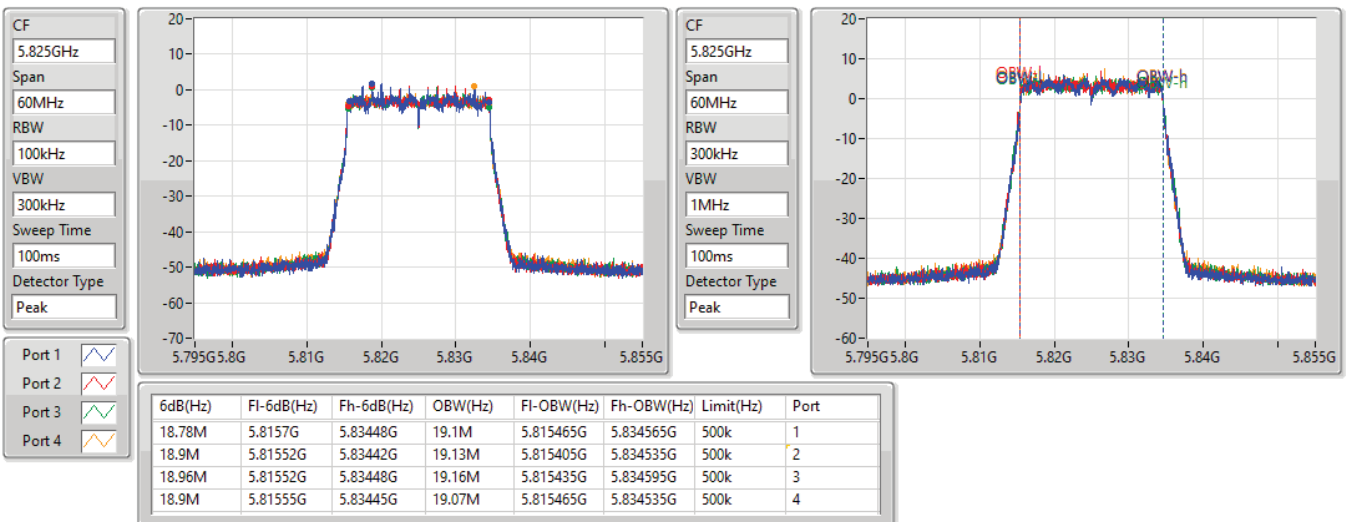 CF
5.825GHz
Span
60MHz
RBW
100kHz
VBW
300kHz
Sweep Time
100ms
Detector Type
Peak
20
10
0
-10
-20
-30
-40
-50
-60
-70
5.795G 5.8G 5.81G 5.82G 5.83G 5.84G 5.855G
CF
5.825GHz
Span
60MHz
RBW
300kHz
VBW
1MHz
Sweep Time
100ms
Detector Type
Peak
20
10
0
-10
-20
-30
-40
-50
-60
OBW-h
5.795G 5.8G 5.81G 5.82G 5.83G 5.84G 5.855G
Port 1
Port 2
Port 3
Port 4
6dB(Hz) Fl-6dB(Hz) Fh-6dB(Hz) OBW(Hz) Fl-OBW(Hz) Fh-OBW(Hz) Limit(Hz) Port
18.78M 5.8157G 5.83448G 19.1M 5.815465G 5.834565G 500k 1
18.9M 5.81552G 5.83442G 19.13M 5.815405G 5.834535G 500k 2
18.96M 5.81552G 5.83448G 19.16M 5.815435G 5.834595G 500k 3
18.9M 5.81555G 5.83445G 19.07M 5.815465G 5.834535G 500k 4